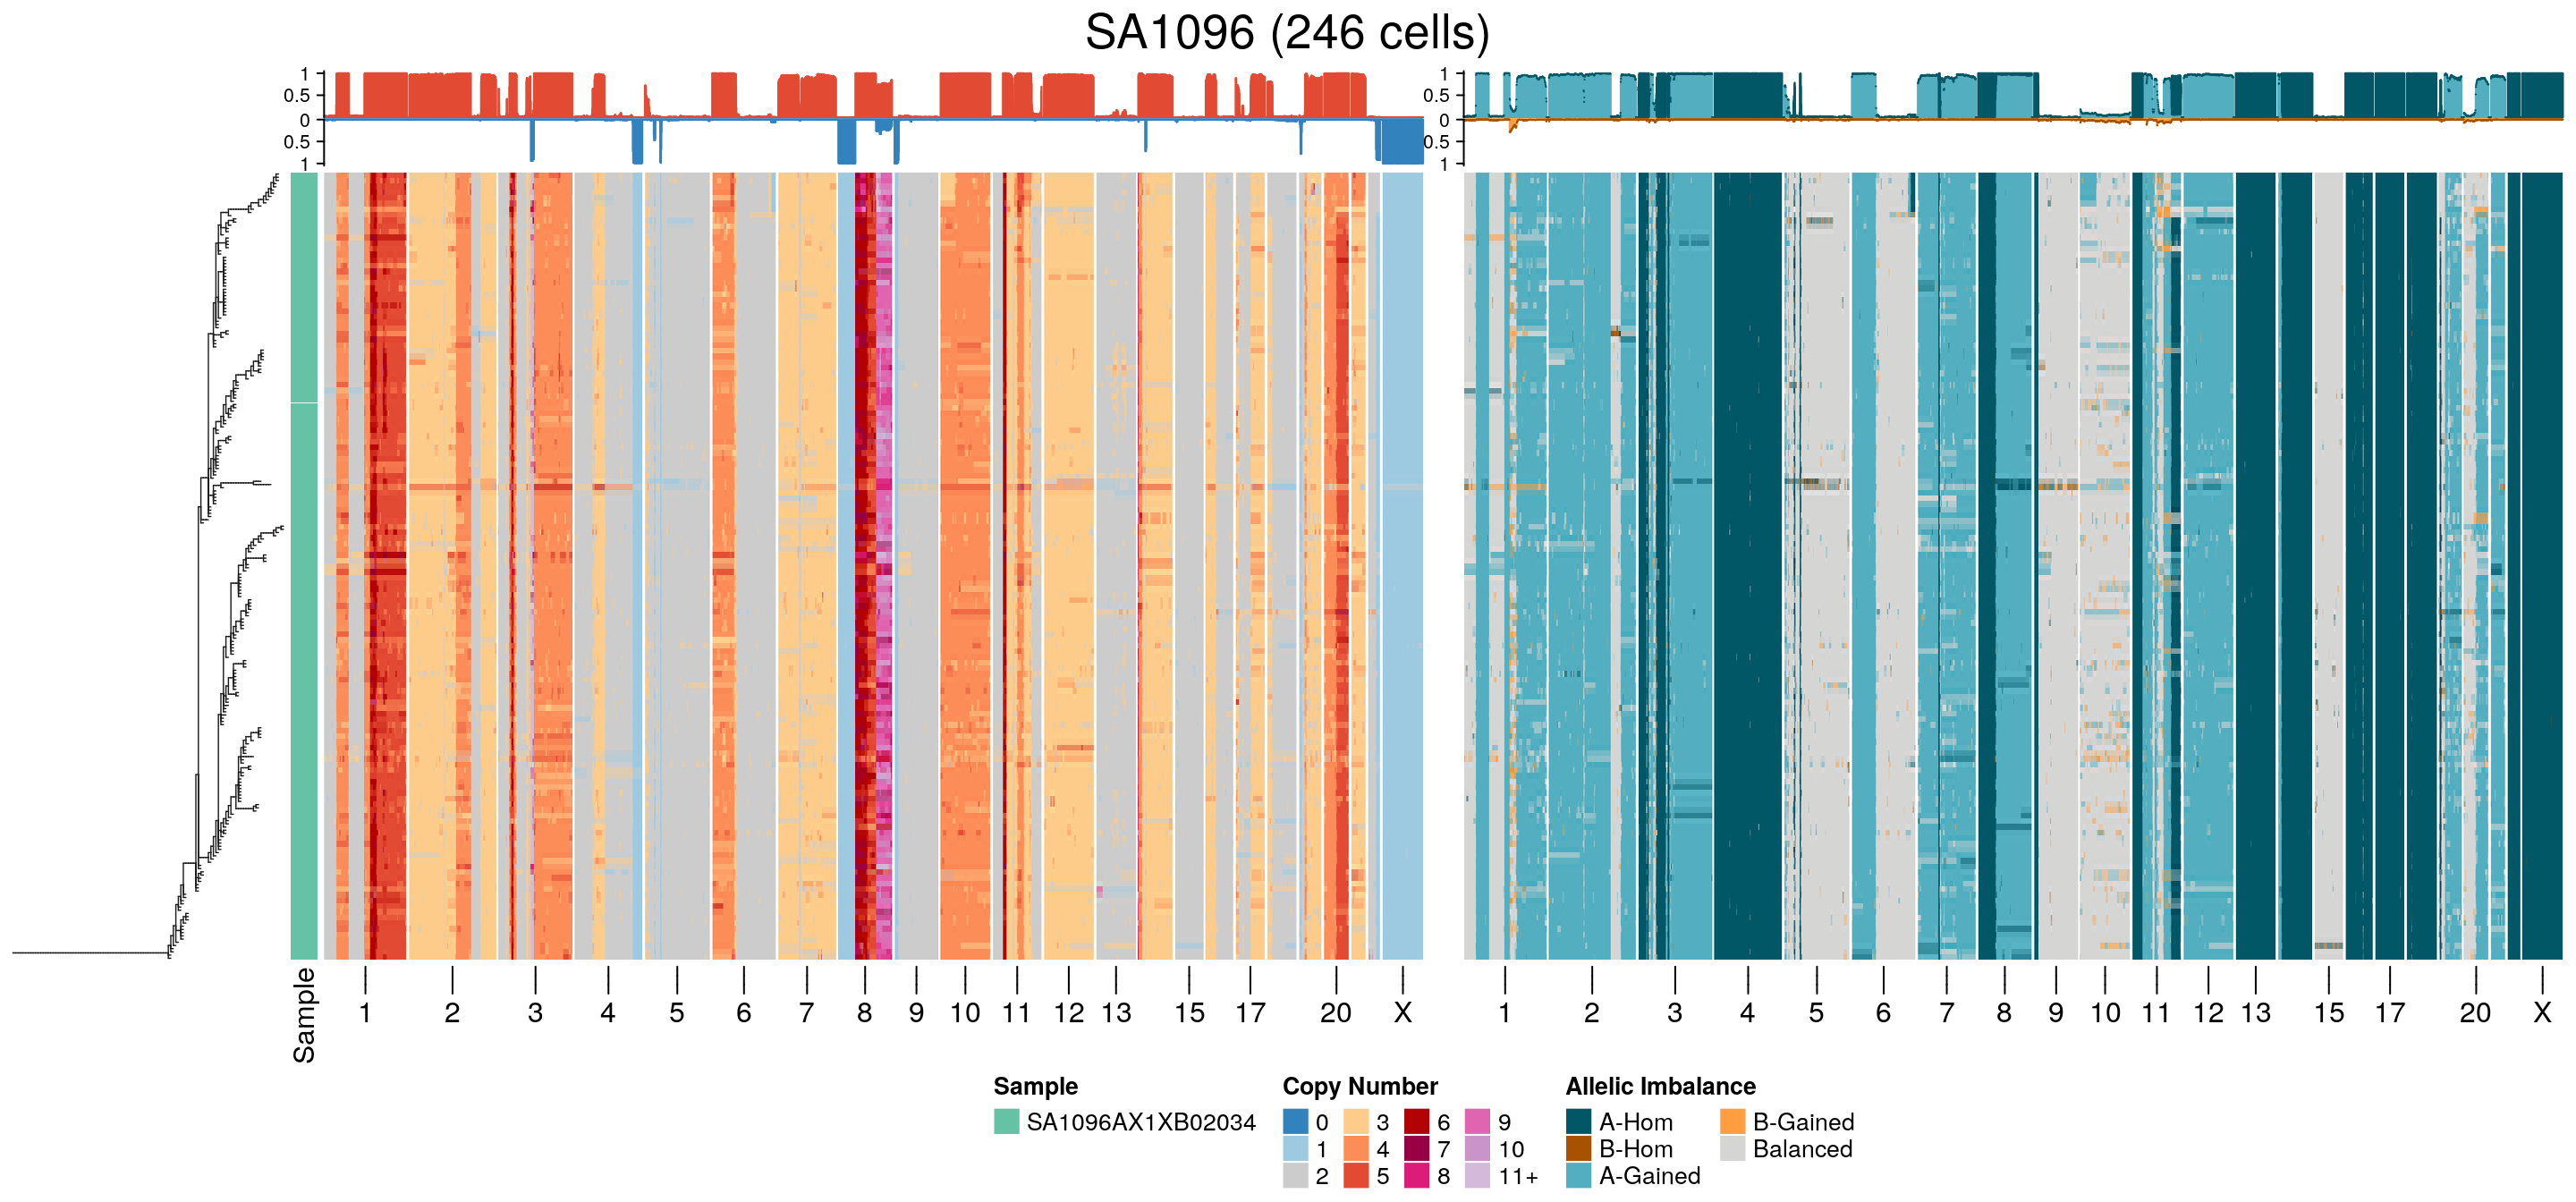 SA1096 (246 cells)
1
0.5
0
0.5
1
1
0.5
0
0.5
1
Sample
1 2 3 4 5 6 7 8 9 10 11 12 13 15 17 20 X
1 2 3 4 5 6 7 8 9 10 11 12 13 15 17 20 X
Sample
SA1096AX1XB02034
Copy Number
0 3 6 9
1 4 7 10
2 5 8 11+
Allelic Imbalance
A-Hom B-Gained
B-Hom Balanced
A-Gained